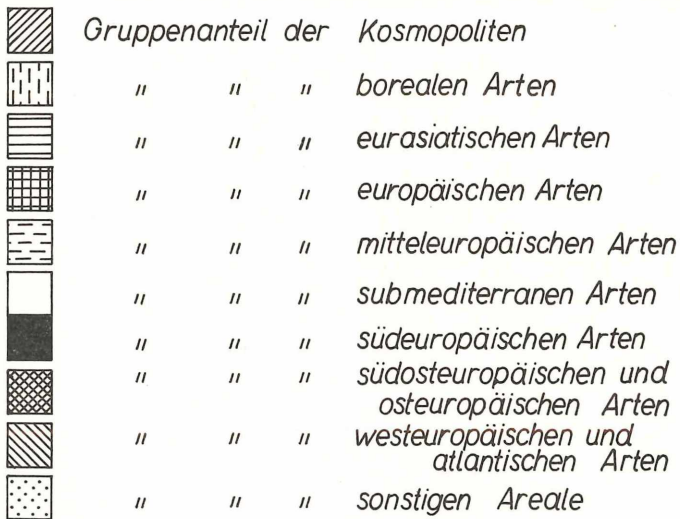 Gruppenanteil der Kosmopoliten
" " " borealen Arten
" " " eurasiatischen Arten
" " " europäischen Arten
" " " mitteleuropäischen Arten
" " " submediterranen Arten
" " " südeuropäischen Arten
" " " südosteuropäischen und
osteuropäischen Arten
" " " westeuropäischen und
atlantischen Arten
" " " sonstigen Areale